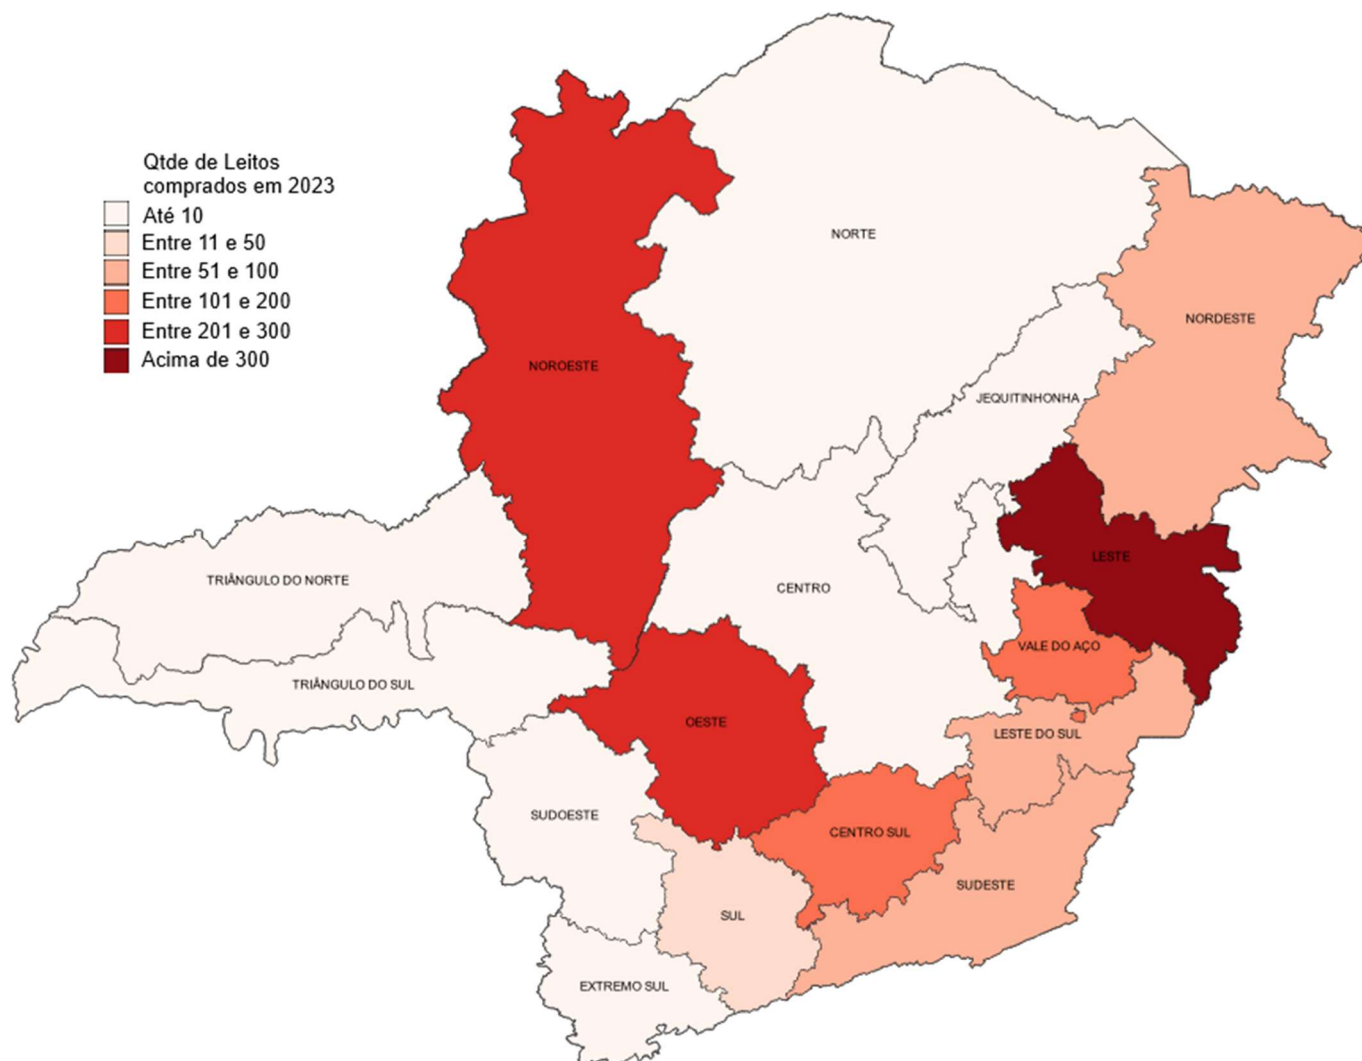 Qtde de Leitos
comprados em 2023
Até 10
Entre 11 e 50
Entre 51 e 100
Entre 101 e 200
Entre 201 e 300
Acima de 300
NORTE
NORDESTE
NOROESTE
JEQUITINHONHA
LESTE
TRIÂNGULO DO NORTE
CENTRO
VALE DO AÇO
TRIÂNGULO DO SUL
OESTE
LESTE DO SUL
SUDOESTE
CENTRO SUL
SUDESTE
SUL
EXTREMO SUL